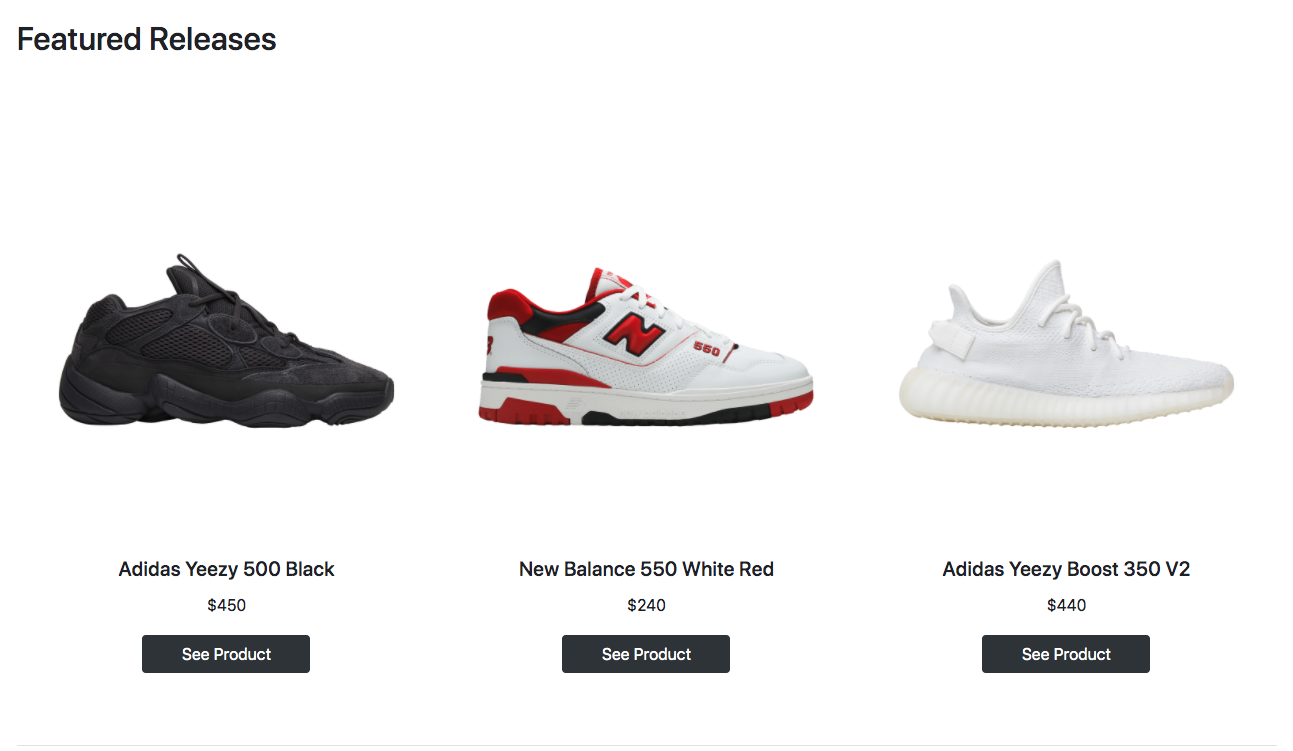 Featured Releases
N
550
Adidas Yeezy 500 Black
New Balance 550 White Red
Adidas Yeezy Boost 350 V2
$450
$240
$440
See Product
See Product
See Product